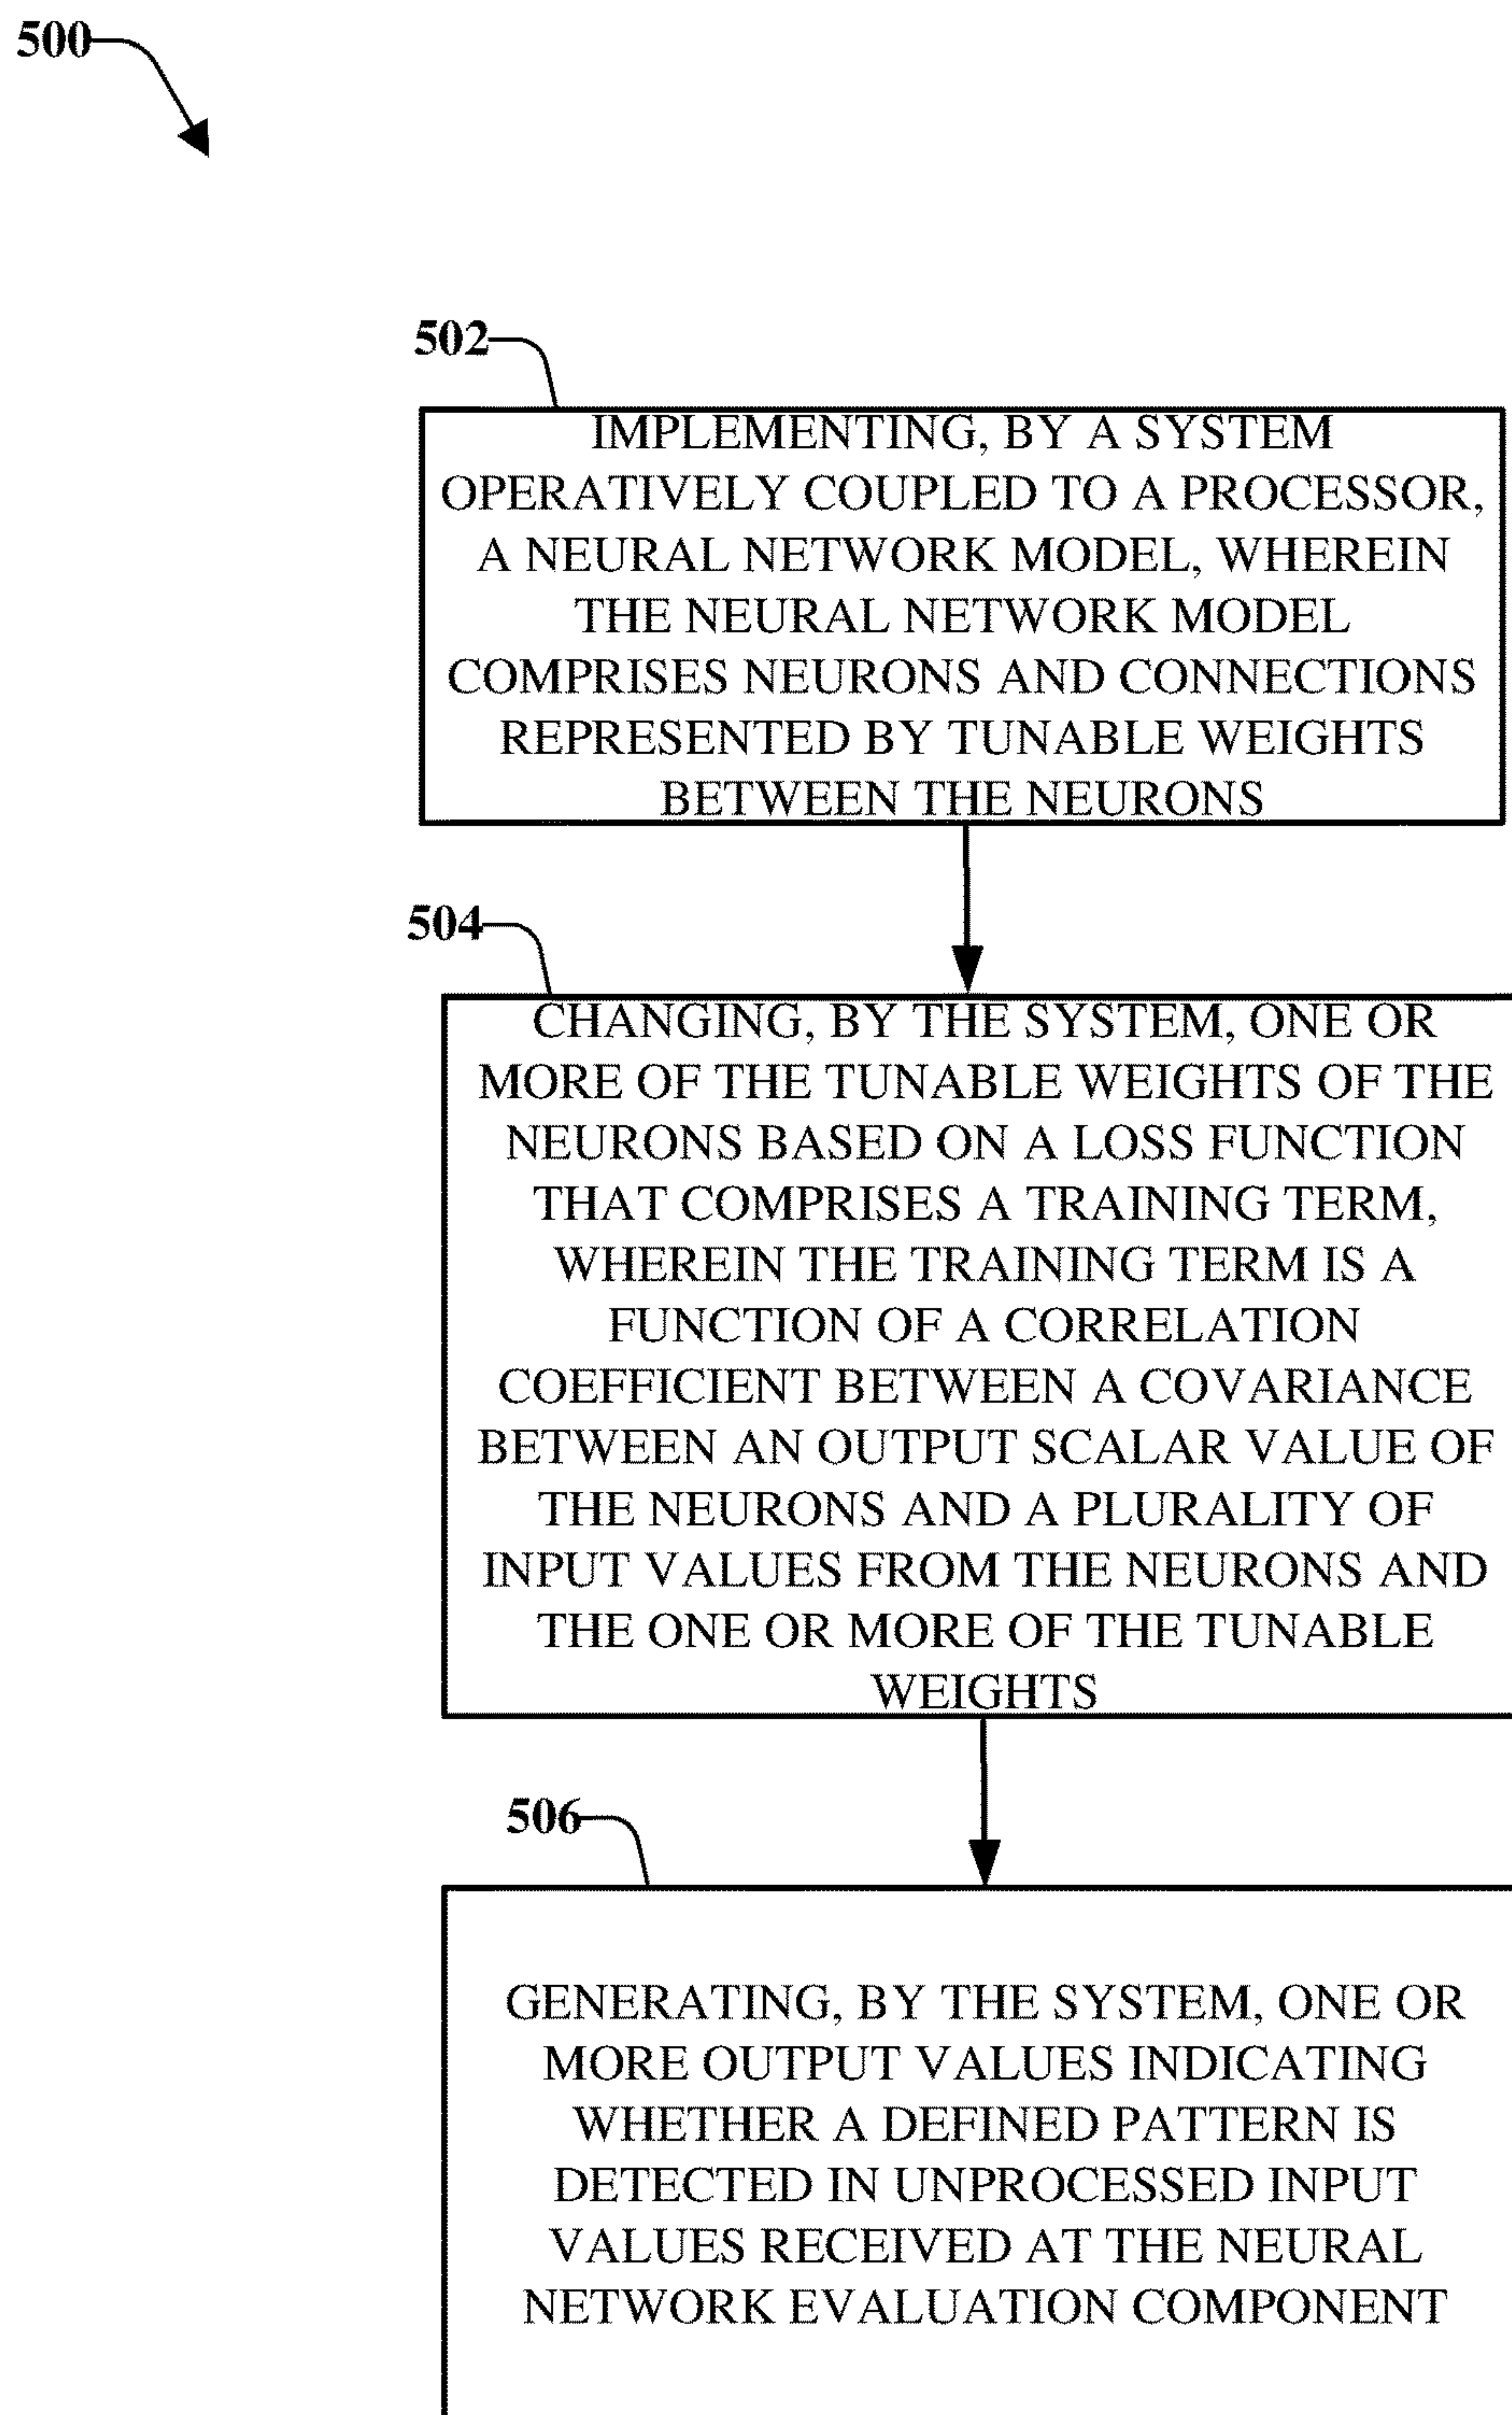 500
502
IMPLEMENTING, BY A SYSTEM
OPERATIVELY COUPLED TO A PROCESSOR,
A NEURAL NETWORK MODEL, WHEREIN
THE NEURAL NETWORK MODEL
COMPRISES NEURONS AND CONNECTIONS
REPRESENTED BY TUNABLE WEIGHTS
BETWEEN THE NEURONS
504
CHANGING, BY THE SYSTEM, ONE OR
MORE OF THE TUNABLE WEIGHTS OF THE
NEURONS BASED ON A LOSS FUNCTION
THAT COMPRISES A TRAINING TERM,
WHEREIN THE TRAINING TERM IS A
FUNCTION OF A CORRELATION
COEFFICIENT BETWEEN A COVARIANCE
BETWEEN AN OUTPUT SCALAR VALUE OF
THE NEURONS AND A PLURALITY OF
INPUT VALUES FROM THE NEURONS AND
THE ONE OR MORE OF THE TUNABLE
WEIGHTS
506
GENERATING, BY THE SYSTEM, ONE OR
MORE OUTPUT VALUES INDICATING
WHETHER A DEFINED PATTERN IS
DETECTED IN UNPROCESSED INPUT
VALUES RECEIVED AT THE NEURAL
NETWORK EVALUATION COMPONENT